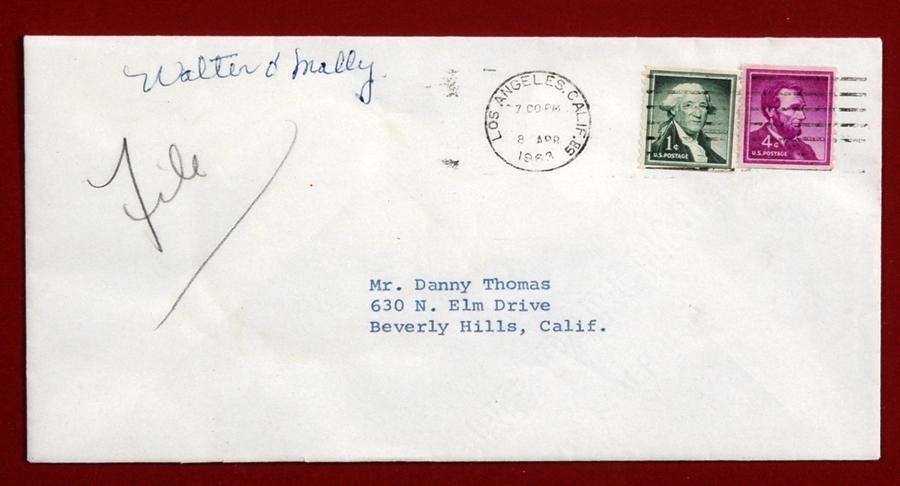 Walter O'Mally
File
LOS ANGELES, CALIF. 58
7 00 PM
8 APR
1963
1¢
U.S. POSTAGE
4¢
U.S. POSTAGE
Mr. Danny Thomas
630 N. Elm Drive
Beverly Hills, Calif.